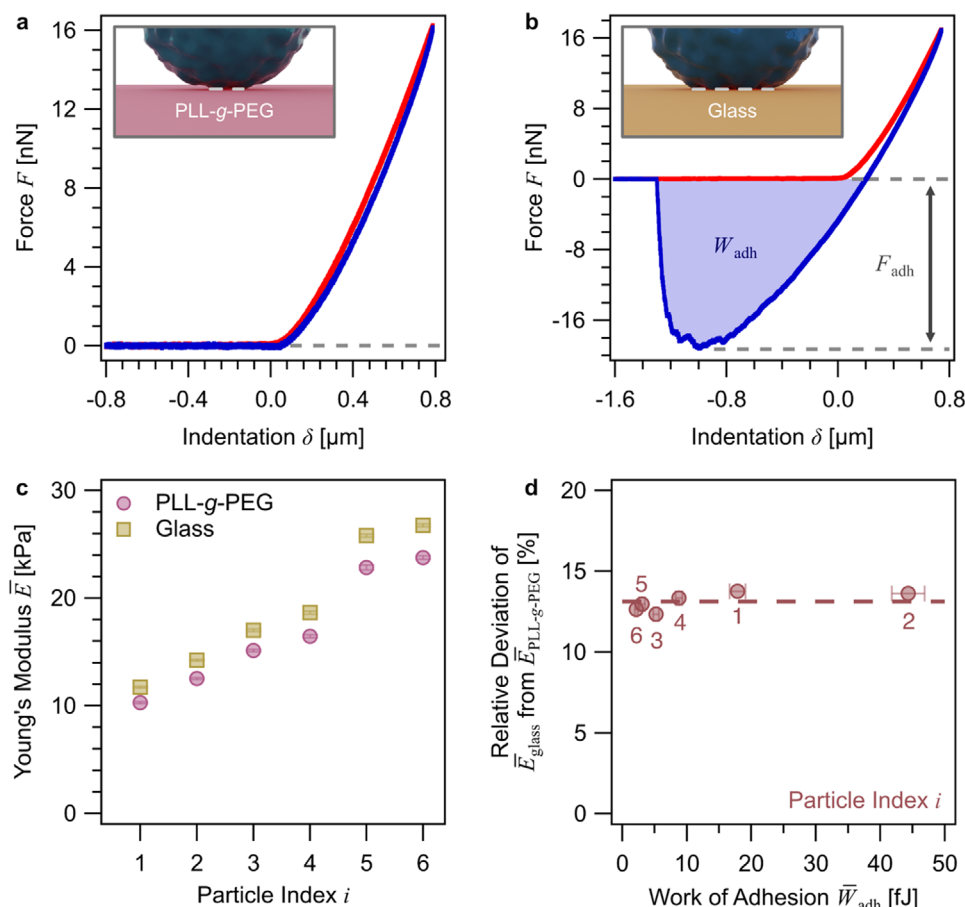 a
Force F [nN]
16
12
8
4
0
-0.8
-0.4
0.0
0.4
0.8
Indentation δ [µm]
PLL-g-PEG
b
Force F [nN]
16
8
0
-8
-16
-1.6
-0.8
0.0
0.8
Indentation δ [µm]
Glass
W_adh
F_adh
c
Young's Modulus E̅ [kPa]
30
20
10
0
1
2
3
4
5
6
Particle Index i
PLL-g-PEG
Glass
d
Relative Deviation of
E̅_glass from E̅_PLL-g-PEG [%]
20
15
10
5
0
0
10
20
30
40
50
Work of Adhesion W̅_adh [fJ]
5
6
3
4
1
2
Particle Index i